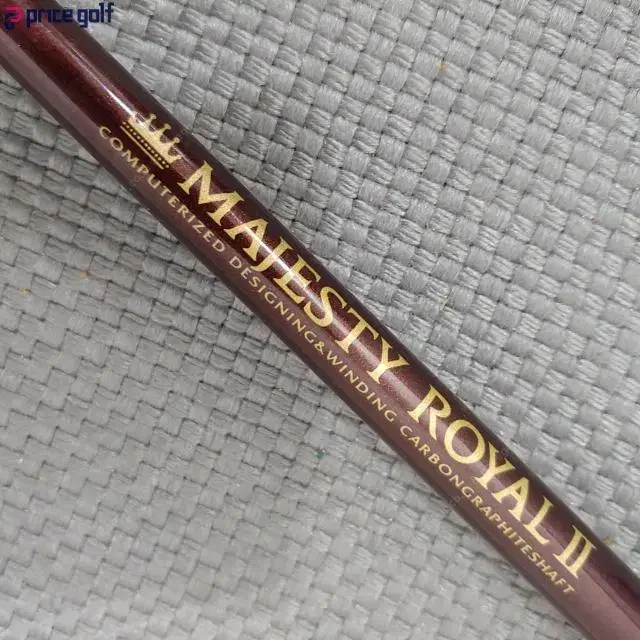 price golf
MAJESTY ROYAL II
COMPUTERIZED DESIGNING&WINDING CARBONGRAPHITESHAFT